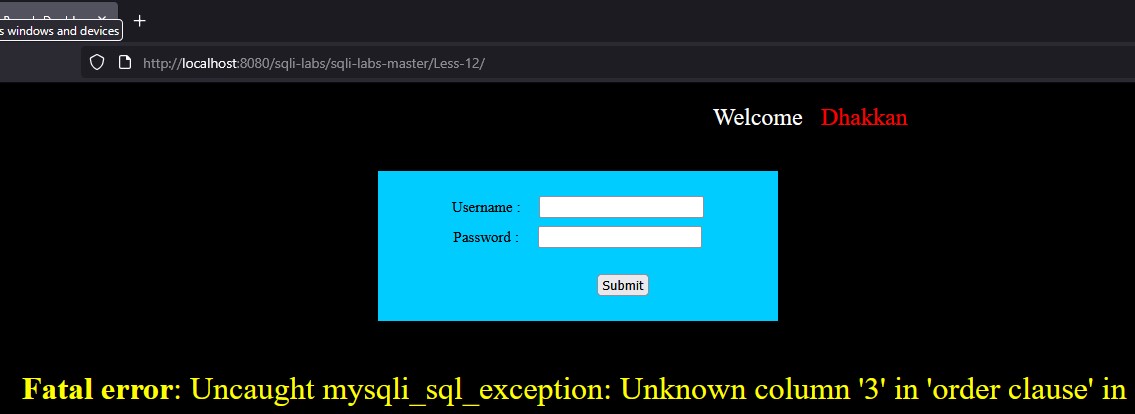 s windows and devices
http://localhost:8080/sqli-labs/sqli-labs-master/Less-12/
Welcome Dhakkan
Username :
Password :
Submit
Fatal error: Uncaught mysqli_sql_exception: Unknown column '3' in 'order clause' in